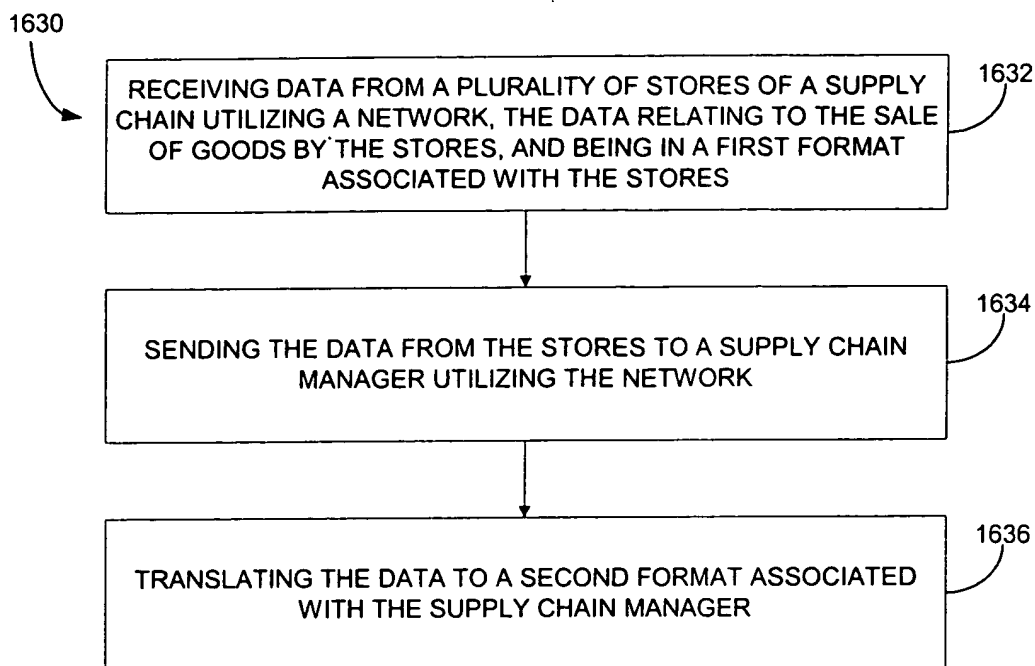 1630
1632
RECEIVING DATA FROM A PLURALITY OF STORES OF A SUPPLY
CHAIN UTILIZING A NETWORK, THE DATA RELATING TO THE SALE
OF GOODS BY THE STORES, AND BEING IN A FIRST FORMAT
ASSOCIATED WITH THE STORES
1634
SENDING THE DATA FROM THE STORES TO A SUPPLY CHAIN
MANAGER UTILIZING THE NETWORK
1636
TRANSLATING THE DATA TO A SECOND FORMAT ASSOCIATED
WITH THE SUPPLY CHAIN MANAGER